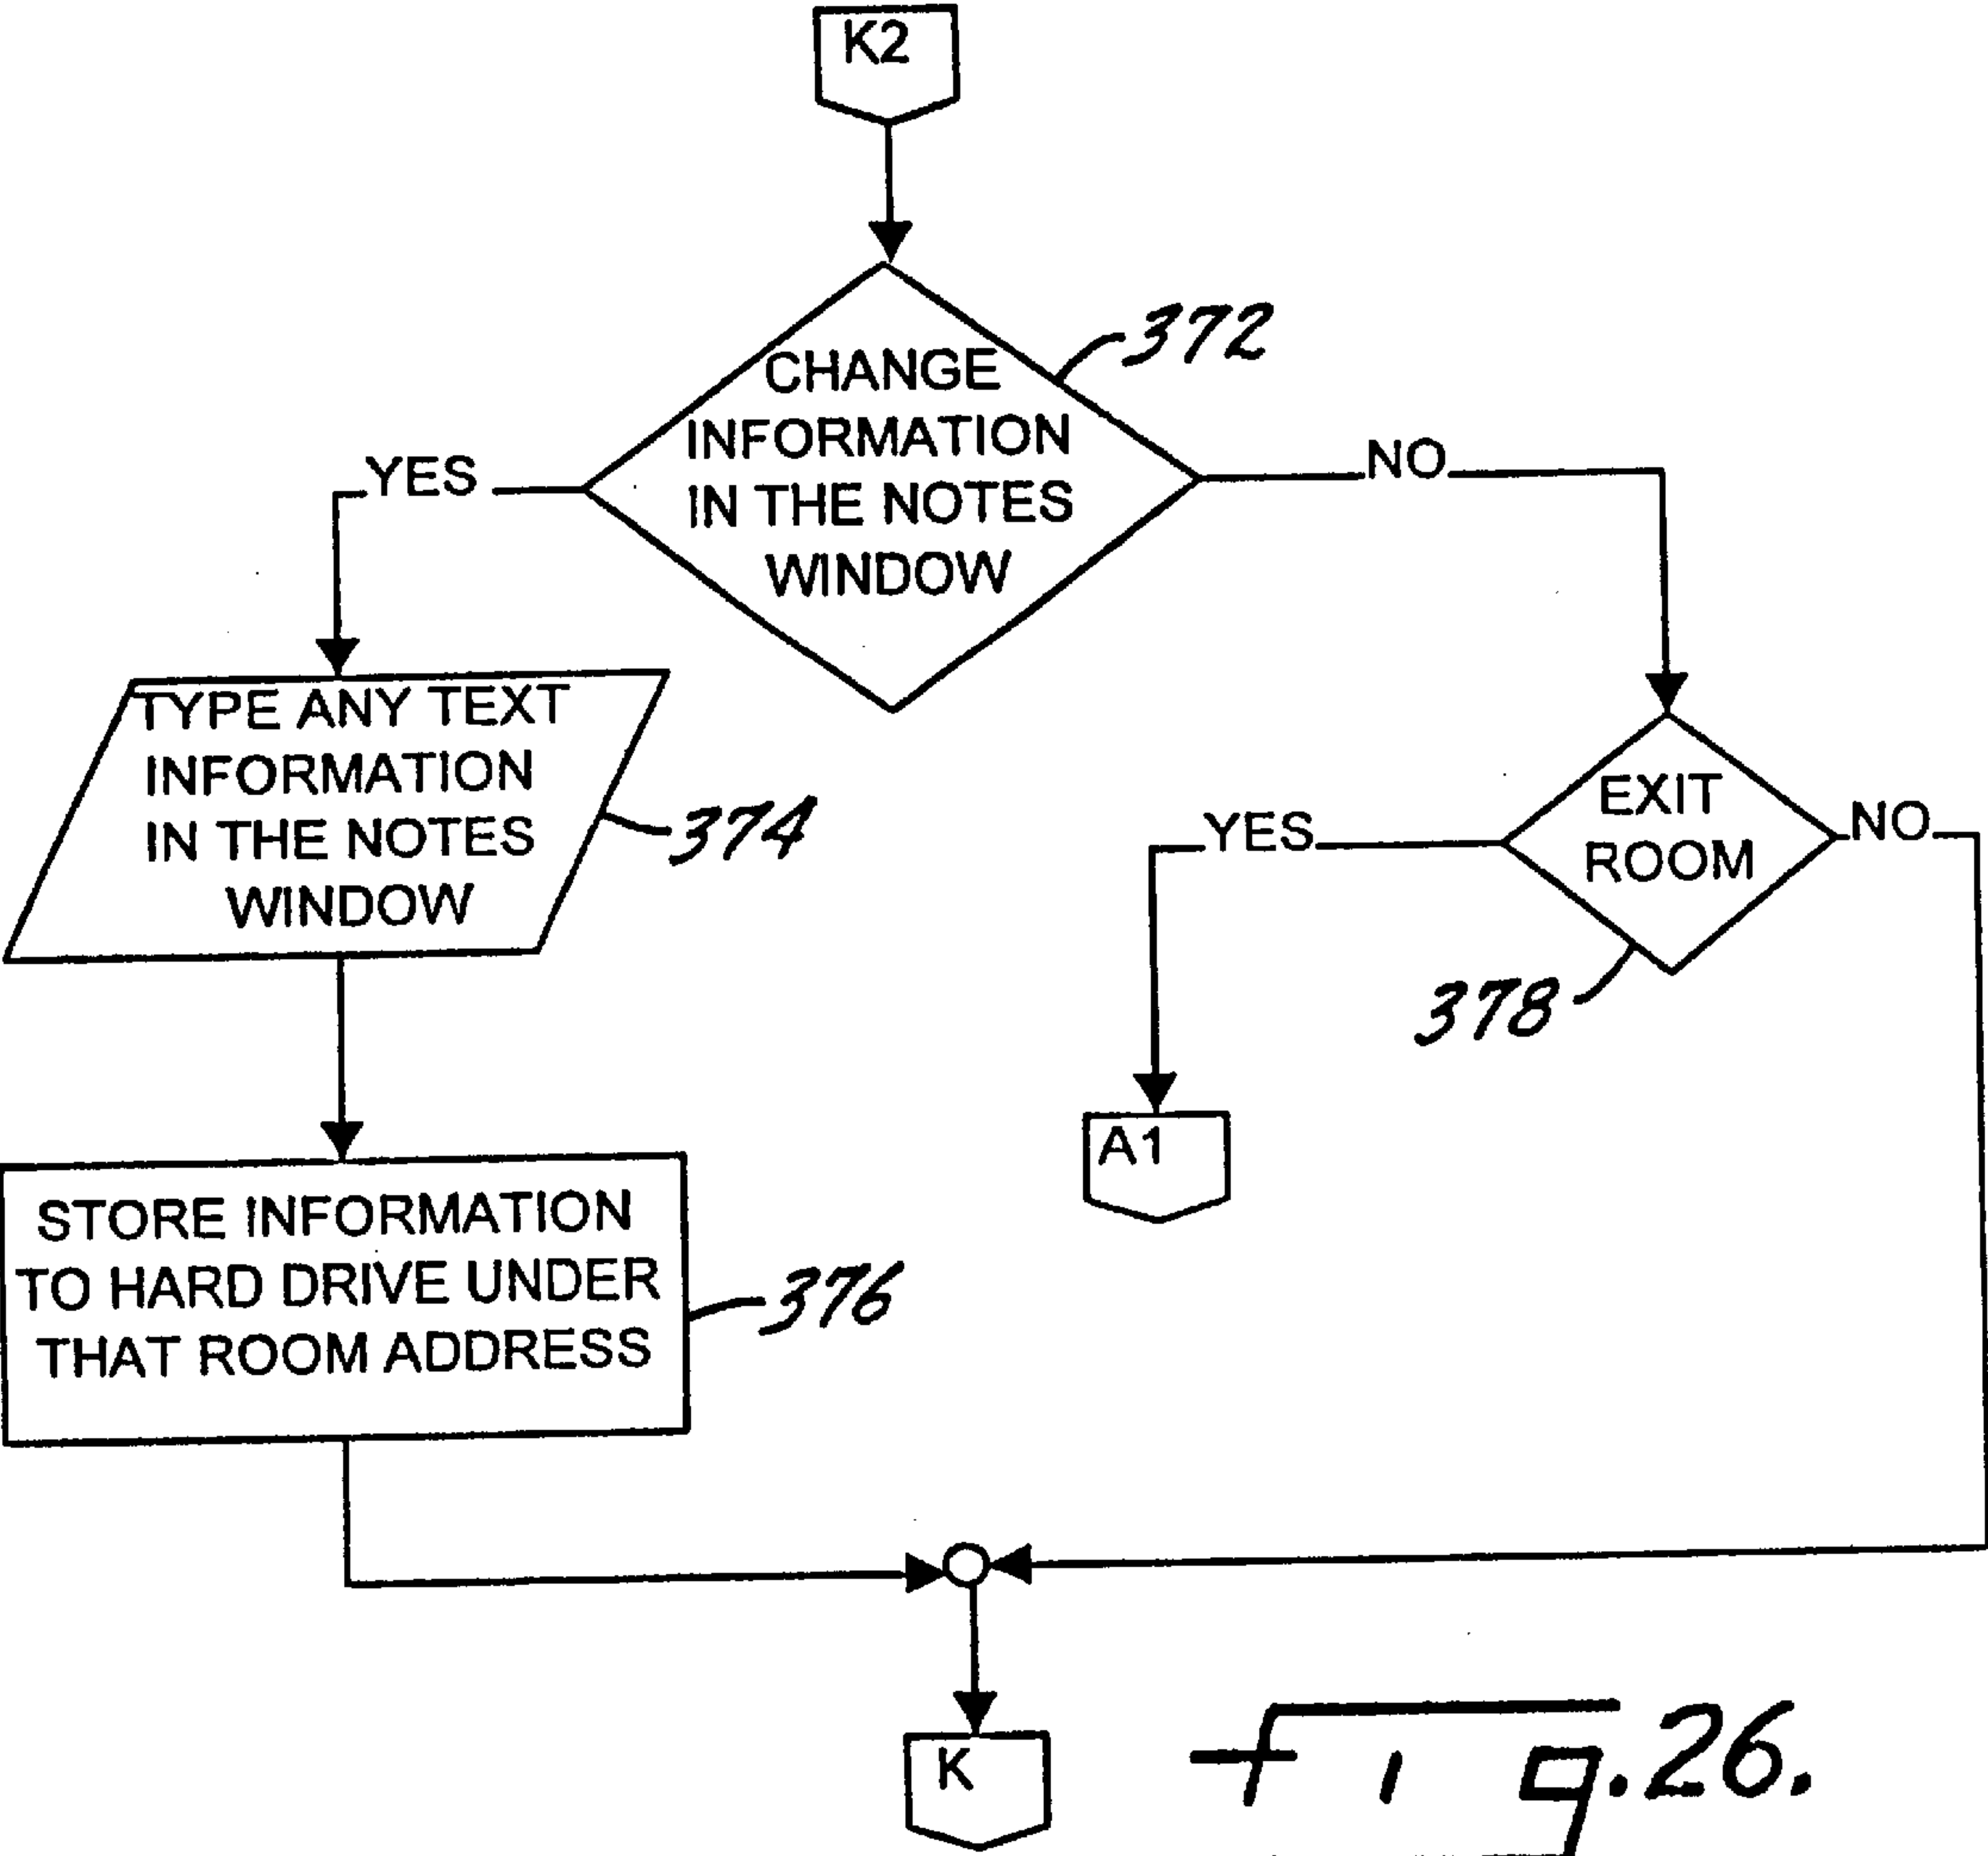 K2
CHANGE
INFORMATION
IN THE NOTES
WINDOW
372
YES
NO
TYPE ANY TEXT
INFORMATION
IN THE NOTES
WINDOW
374
EXIT
ROOM
YES
NO
378
A1
STORE INFORMATION
TO HARD DRIVE UNDER
THAT ROOM ADDRESS
376
K
Fig.26.